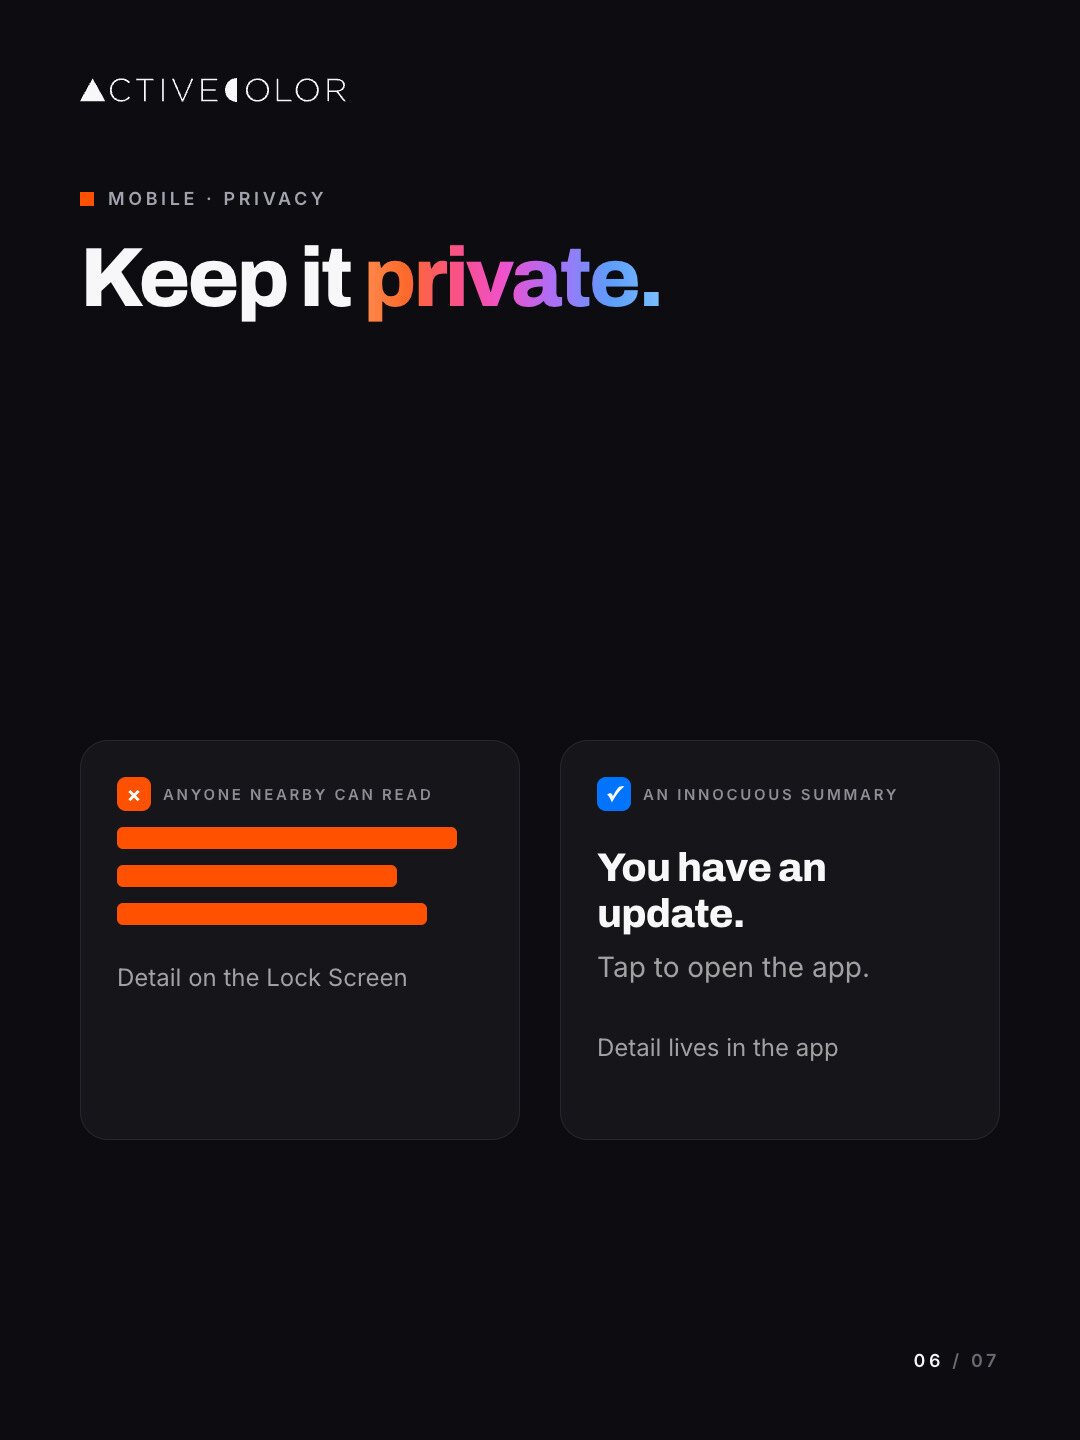 ACTIVECOLOR
MOBILE · PRIVACY
Keep it private.
× ANYONE NEARBY CAN READ
Detail on the Lock Screen
✓ AN INNOCUOUS SUMMARY
You have an
update.
Tap to open the app.
Detail lives in the app
06 / 07